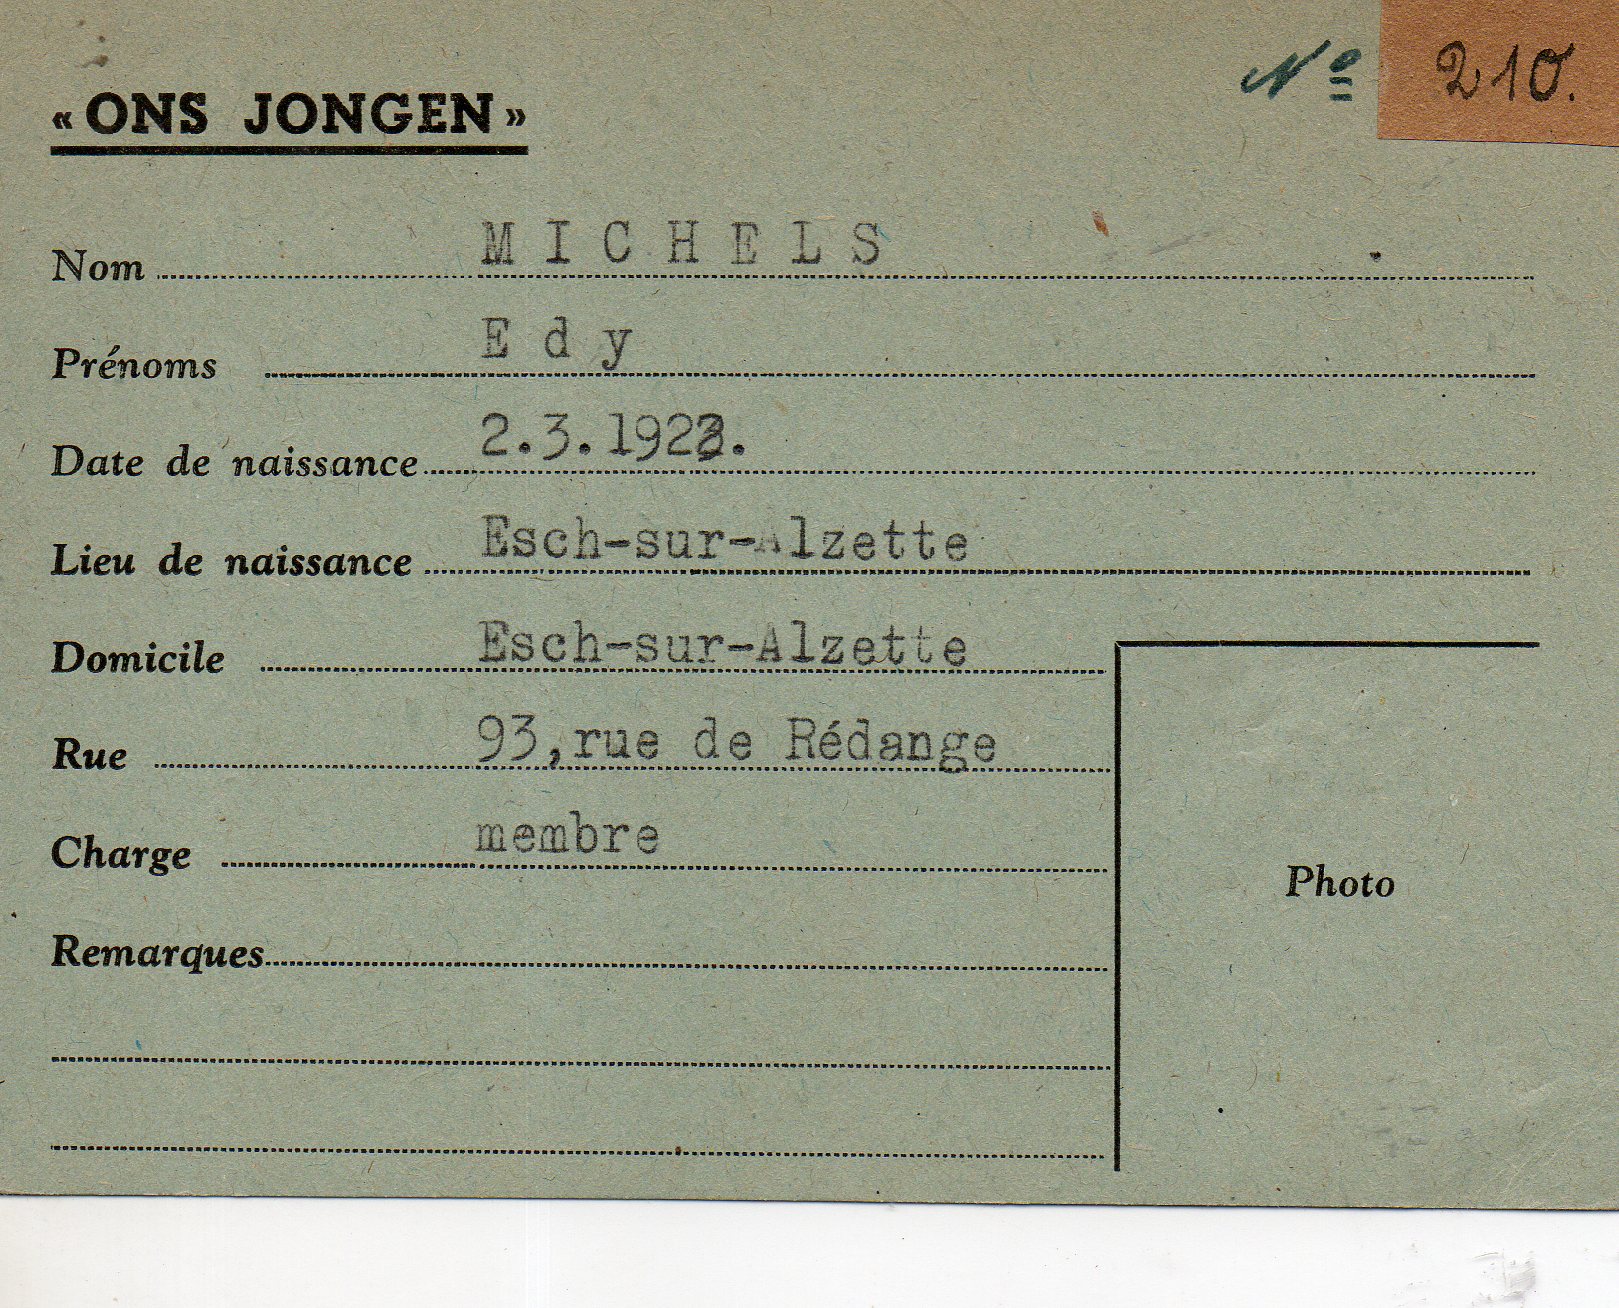 Nº 210.
« ONS JONGEN »
Nom MICHELS
Prénoms Edy
Date de naissance 2.3.
Lieu de naissance Esch-sur-Alzette
Domicile Esch-sur-Alzette
Rue 93,rue de Rédange
Charge membre
Remarques
Photo